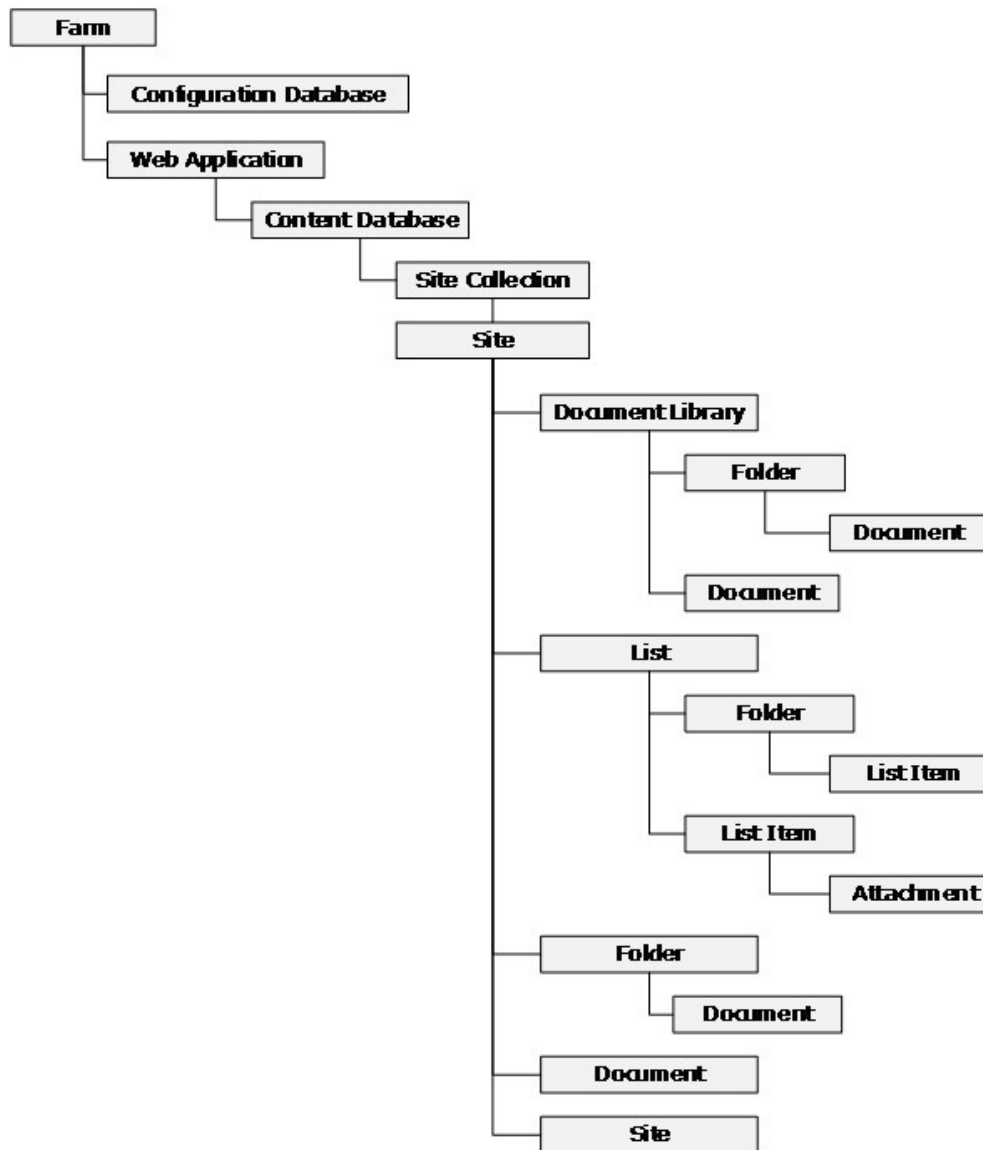 Farm
Configuration Database
Web Application
Content Database
Site Collection
Site
Document Library
Folder
Document
Document
List
Folder
List Item
List Item
Attachment
Folder
Document
Document
Site